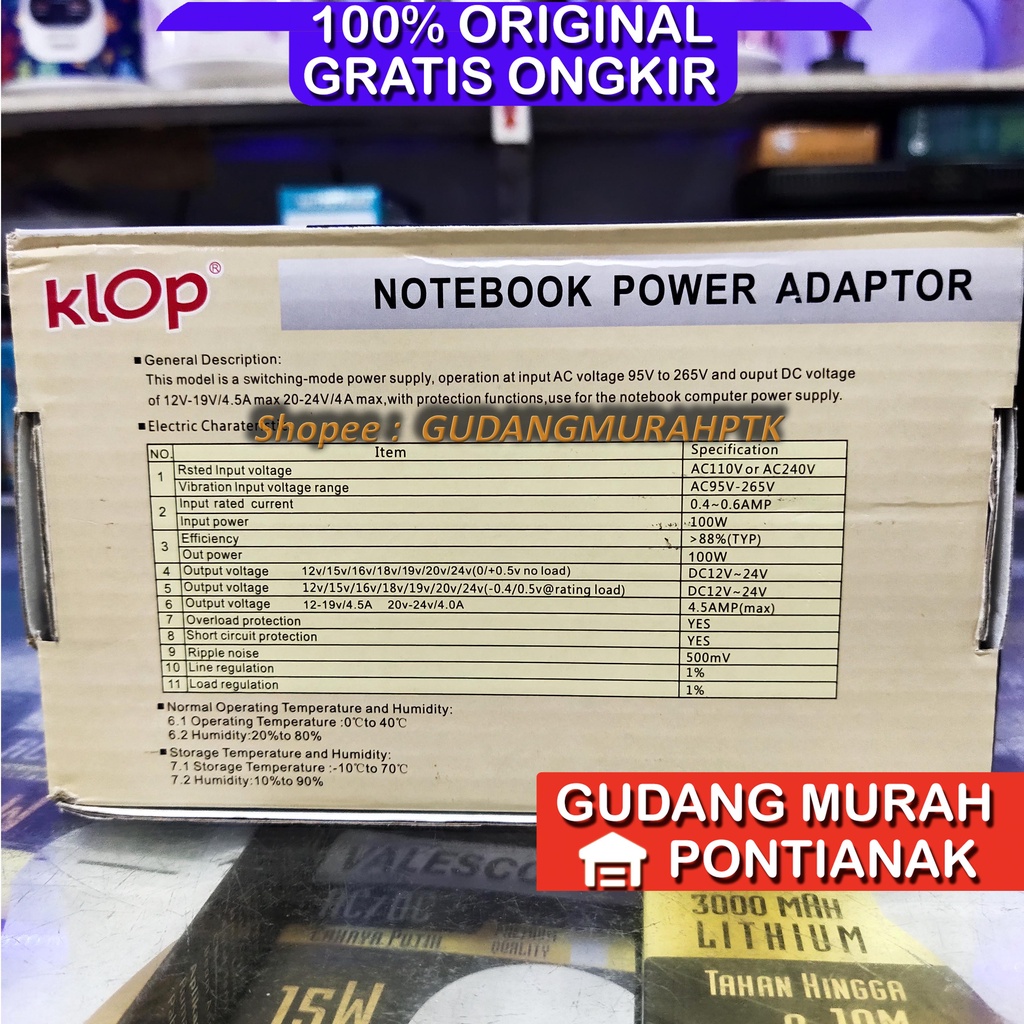 100% ORIGINAL
GRATIS ONGKIR
klop®
NOTEBOOK POWER ADAPTOR
■ General Description:
This model is a switching-mode power supply, operation at input AC voltage 95V to 265V and ouput DC voltage
of 12V-19V/4.5A max 20-24V/4A max,with protection functions,use for the notebook computer power supply.
■ Electric
Shopee : GUDANGMURAHPTK
NO. Item Specification
1 Rsted Input voltage AC110V or AC240V
Vibration Input voltage range AC95V-265V
2 Input rated current 0.4~0.6AMP
Input power 100W
3 Efficiency >88%(TYP)
Out power 100W
4 Output voltage 12v/15v/16v/18v/19v/20v/24v(0/+0.5v no load) DC12V~24V
5 Output voltage 12v/15v/16v/18v/19v/20v/24v(-0.4/0.5v@rating load) DC12V~24V
6 Output voltage 12-19v/4.5A 20v-24v/4.0A 4.5AMP(max)
7 Overload protection YES
8 Short circuit protection YES
9 Ripple noise 500mV
10 Line regulation 1%
11 Load regulation 1%
■ Normal Operating Temperature and Humidity:
6.1 Operating Temperature :0℃to 40℃
6.2 Humidity:20%to 80%
■ Storage Temperature and Humidity:
7.1 Storage Temperature :-10℃to 70℃
7.2 Humidity:10%to 90%
GUDANG MURAH
PONTIANAK
VALESCO
AC/DC
CAHAYA PUTIH
PREMIUM
QUALITY
15W
3000 MAH
LITHIUM
TAHAN HINGGA
JAM